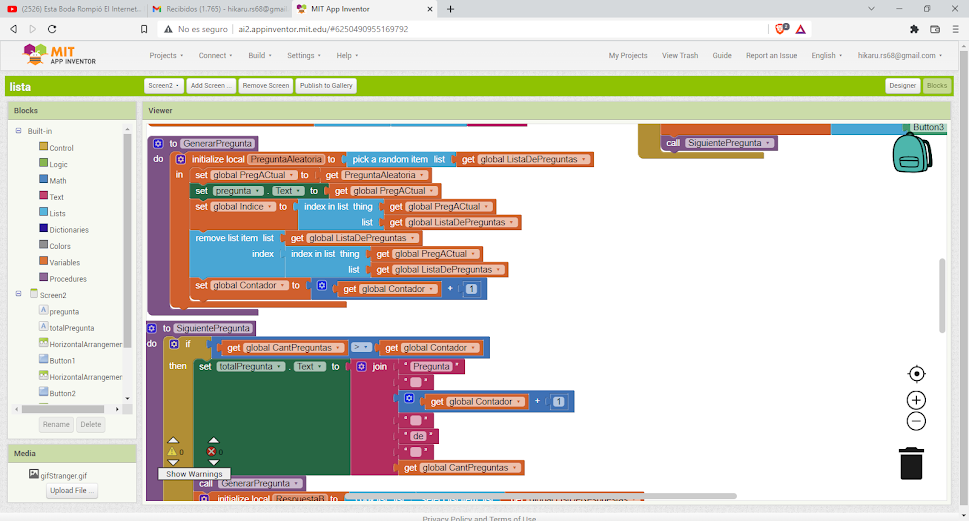 (2526) Esta Boda Rompió El Internet...
Recibidos (1.765) - hikaru.rs68@gmai
MIT App Inventor
No es seguro
ai2.appinventor.mit.edu/#6250490955169792
2
MIT
APP INVENTOR
Projects
Connect
Build
Settings
Help
My Projects
View Trash
Guide
Report an Issue
English
hikaru.rs68@gmail.com
lista
Screen2
Add Screen ...
Remove Screen
Publish to Gallery
Designer
Blocks
Blocks
Viewer
Built-in
Control
Logic
Math
Text
Lists
Dictionaries
Colors
Variables
Procedures
Screen2
pregunta
totalPregunta
HorizontalArrangemen
Button1
HorizontalArrangemen
Button2
Rename
Delete
Media
gifStranger.gif
Upload File ...
Button3
call SiguientePregunta
to GenerarPregunta
do initialize local PreguntaAleatoria to pick a random item list get global ListaDePreguntas
in set global PregACtual to get PreguntaAleatoria
set pregunta . Text to get global PregACtual
set global Indice to index in list thing get global PregACtual
list get global ListaDePreguntas
remove list item list get global ListaDePreguntas
index index in list thing get global PregACtual
list get global ListaDePreguntas
set global Contador to get global Contador + 1
to SiguientePregunta
do if get global CantPreguntas > get global Contador
then set totalPregunta . Text to join " Pregunta "
" "
get global Contador + 1
" "
" de "
" "
get global CantPreguntas
0 0
Show Warnings
call GenerarPregunta
initialize local RespuestaB
Privacy Policy and Terms of Use